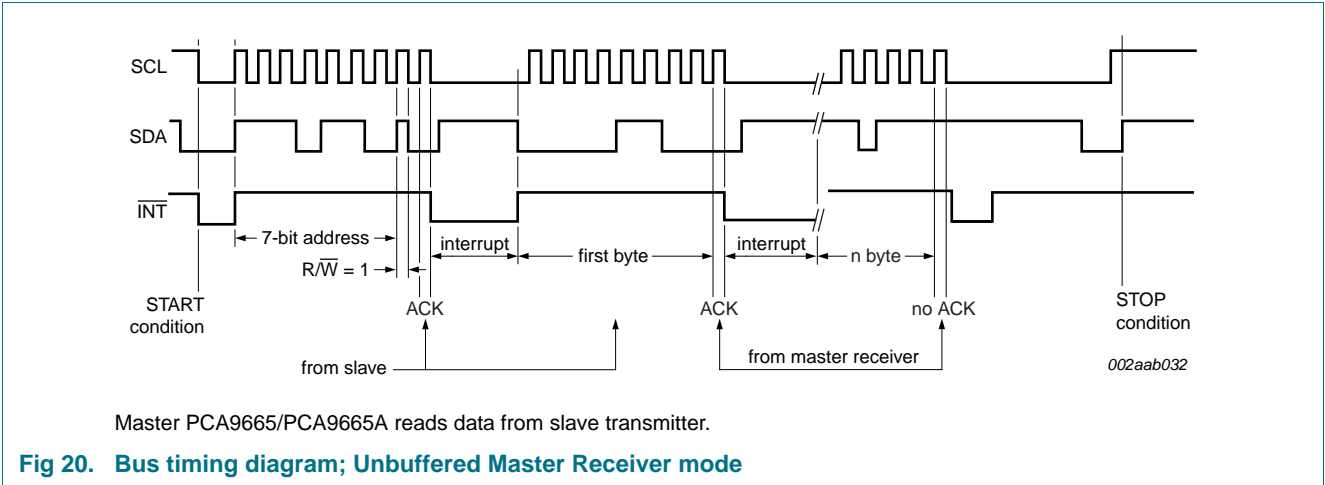 SCL
SDA
INT
7-bit address
R/W = 1
interrupt
first byte
interrupt
n byte
START
condition
ACK
ACK
no ACK
STOP
condition
from slave
from master receiver
002aab032
Master PCA9665/PCA9665A reads data from slave transmitter.
Fig 20. Bus timing diagram; Unbuffered Master Receiver mode